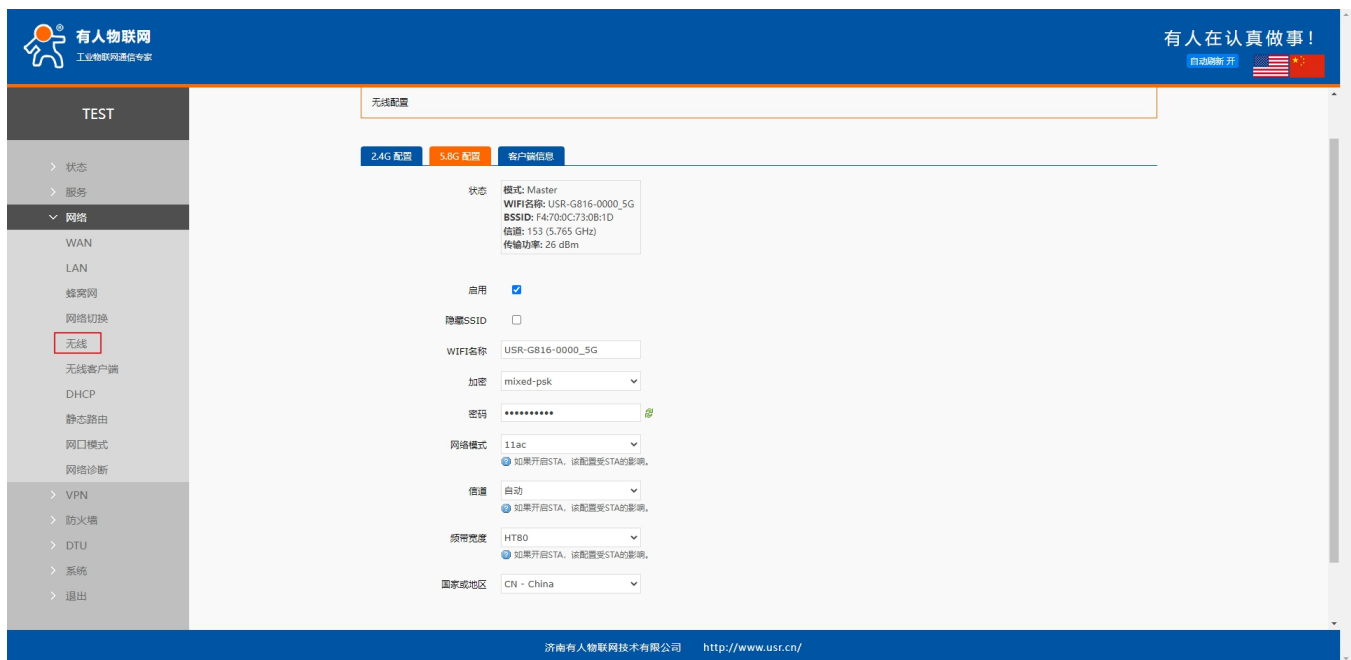 有人物联网
工业物联网通信专家
有人在认真做事!
自动刷新 开
TEST
状态
服务
网络
WAN
LAN
蜂窝网
网络切换
无线
无线客户端
DHCP
静态路由
网口模式
网络诊断
VPN
防火墙
DTU
系统
退出
无线配置
2.4G 配置 5.8G 配置 客户端信息
状态
模式: Master
WIFI名称: USR-G816-0000_5G
BSSID: F4:70:0C:73:0B:1D
信道: 153 (5.765 GHz)
传输功率: 26 dBm
启用
隐藏SSID
WIFI名称 USR-G816-0000_5G
加密 mixed-psk
密码 ••••••••••
网络模式 11ac
如果开启STA，该配置受STA的影响。
信道 自动
如果开启STA，该配置受STA的影响。
频带宽度 HT80
如果开启STA，该配置受STA的影响。
国家或地区 CN - China
济南有人物联网技术有限公司 http://www.usr.cn/